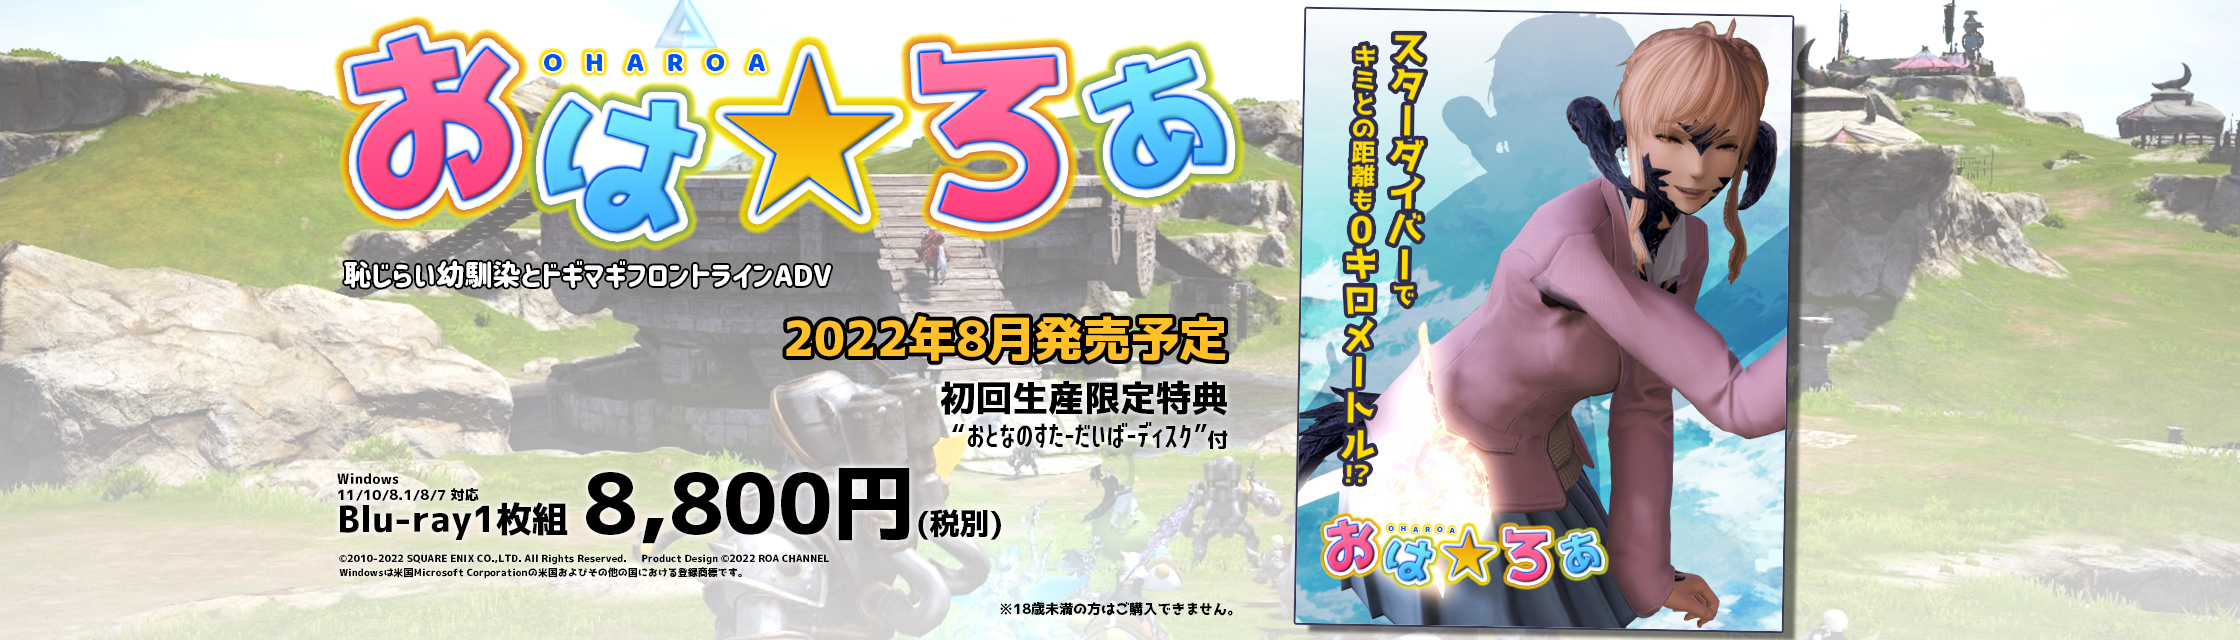 OHAROA
おは★ろあ
恥じらい幼馴染とドギマギフロントラインADV
2022年8月発売予定
初回生産限定特典
“おとなのすたーだいばーディスク”付
Windows
11/10/8.1/8/7 対応
Blu-ray1枚組 8,800円(税別)
©2010-2022 SQUARE ENIX CO.,LTD. All Rights Reserved. Product Design ©2022 ROA CHANNEL
Windowsは米国Microsoft Corporationの米国およびその他の国における登録商標です。
※18歳未満の方はご購入できません。
スターダイバーで
キミとの距離も0キロメートル!?
OHAROA
おは★ろあ